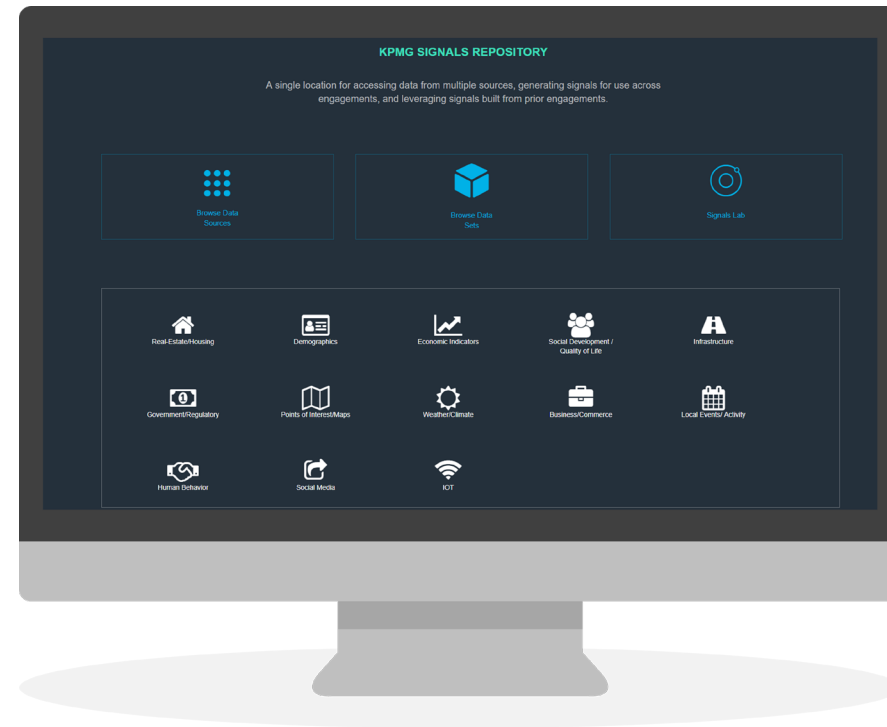 KPMG SIGNALS REPOSITORY
A single location for accessing data from multiple sources, generating signals for use across
engagements, and leveraging signals built from prior engagements.
Browse Data
Sources
Browse Data
Sets
Signals Lab
Real-Estate/Housing
Demographics
Economic Indicators
Social Development /
Quality of Life
Infrastructure
Government/Regulatory
Points of Interest/Maps
Weather/Climate
Business/Commerce
Local Events/ Activity
Human Behavior
Social Media
IOT